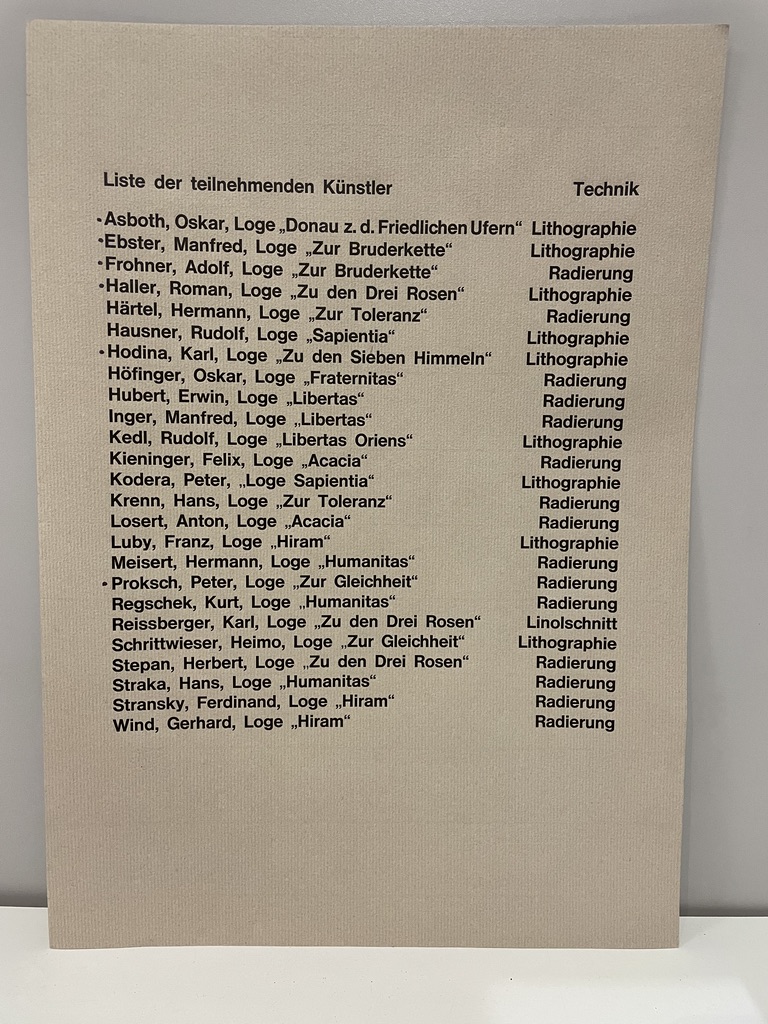 Liste der teilnehmenden Künstler Technik
•Asboth, Oskar, Loge „Donau z. d. Friedlichen Ufern“ Lithographie
•Ebster, Manfred, Loge „Zur Bruderkette“ Lithographie
•Frohner, Adolf, Loge „Zur Bruderkette“ Radierung
•Haller, Roman, Loge „Zu den Drei Rosen“ Lithographie
Härtel, Hermann, Loge „Zur Toleranz“ Radierung
Hausner, Rudolf, Loge „Sapientia“ Lithographie
•Hodina, Karl, Loge „Zu den Sieben Himmeln“ Lithographie
Höfinger, Oskar, Loge „Fraternitas“ Radierung
Hubert, Erwin, Loge „Libertas“ Radierung
Inger, Manfred, Loge „Libertas“ Radierung
Kedl, Rudolf, Loge „Libertas Oriens“ Lithographie
Kieninger, Felix, Loge „Acacia“ Radierung
Kodera, Peter, „Loge Sapientia“ Lithographie
Krenn, Hans, Loge „Zur Toleranz“ Radierung
Losert, Anton, Loge „Acacia“ Radierung
Luby, Franz, Loge „Hiram“ Lithographie
Meisert, Hermann, Loge „Humanitas“ Radierung
•Proksch, Peter, Loge „Zur Gleichheit“ Radierung
Regschek, Kurt, Loge „Humanitas“ Radierung
Reissberger, Karl, Loge „Zu den Drei Rosen“ Linolschnitt
Schrittwieser, Heimo, Loge „Zur Gleichheit“ Lithographie
Stepan, Herbert, Loge „Zu den Drei Rosen“ Radierung
Straka, Hans, Loge „Humanitas“ Radierung
Stransky, Ferdinand, Loge „Hiram“ Radierung
Wind, Gerhard, Loge „Hiram“ Radierung